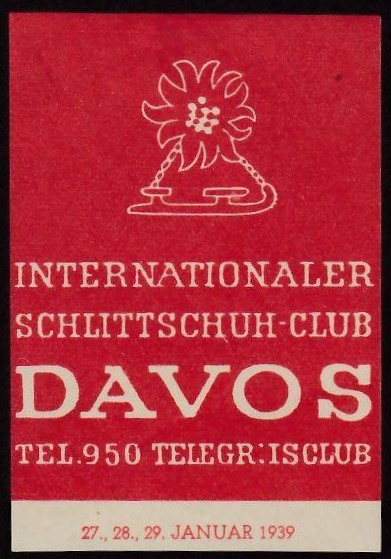 INTERNATIONALER
SCHLITTSCHUH-CLUB
DAVOS
TEL.950 TELEGR:ISCLUB
27., 28., 29. JANUAR 1939